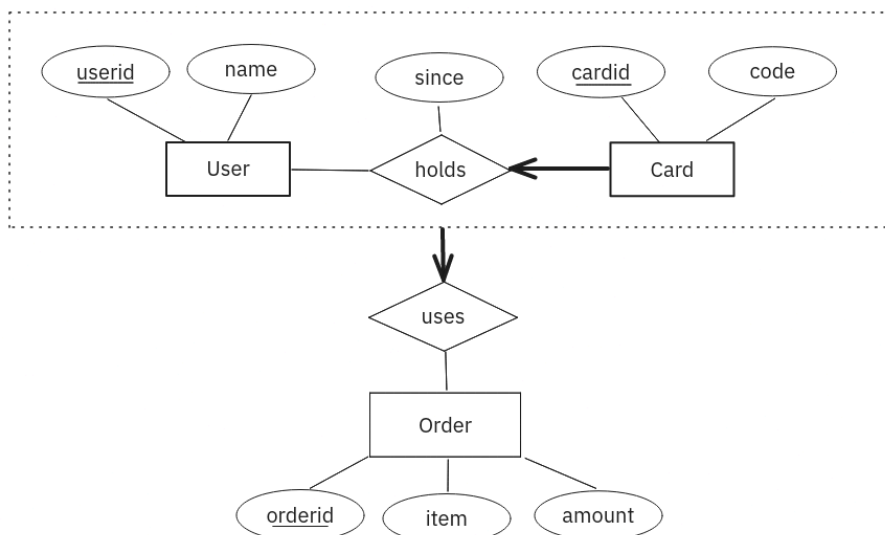 userid
name
since
cardid
code
User
holds
Card
uses
Order
orderid
item
amount